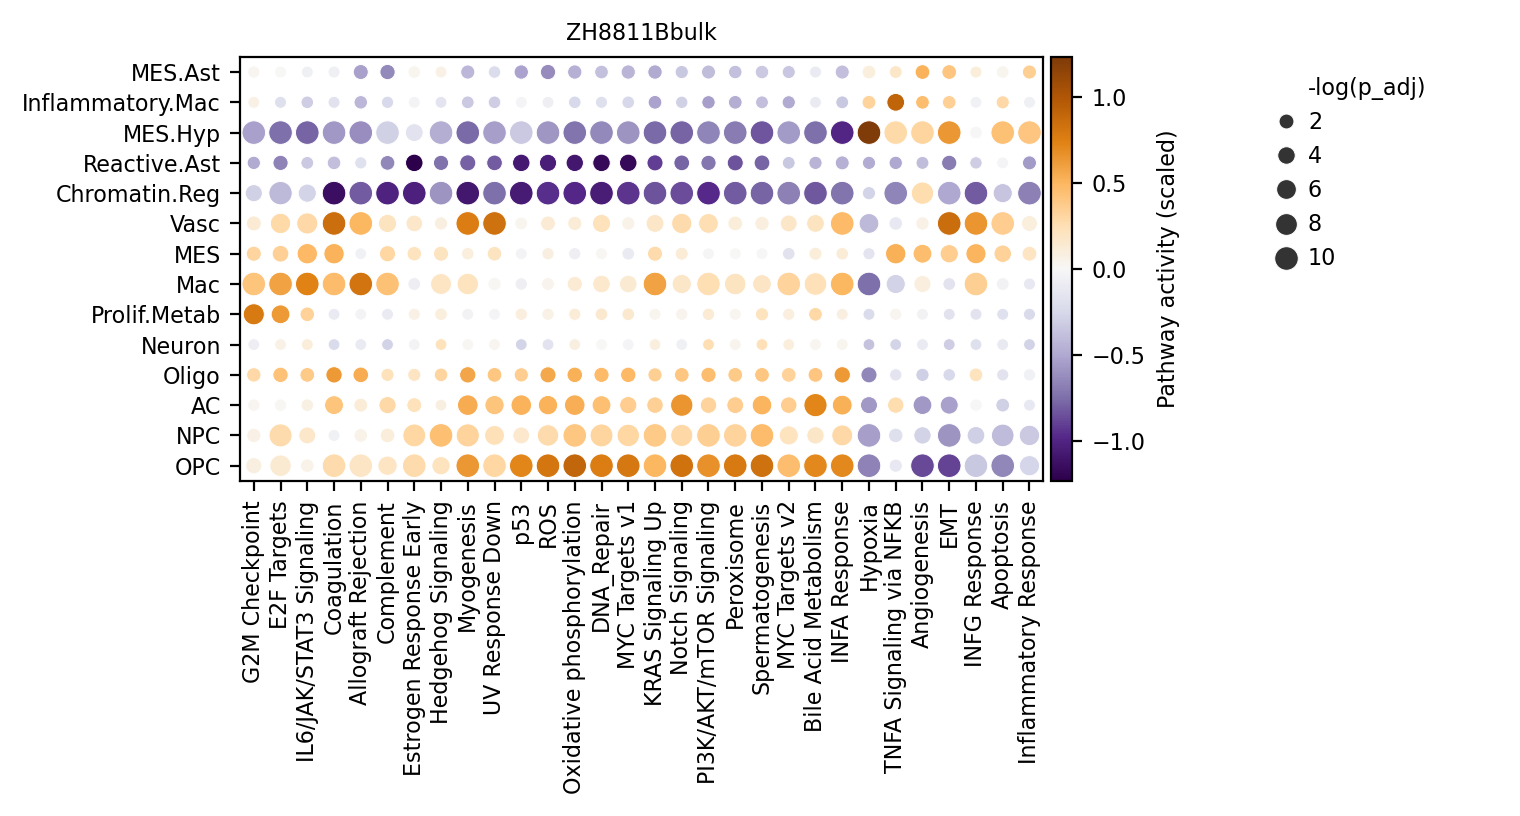 ZH8811Bbulk
MES.Ast
Inflammatory.Mac
MES.Hyp
Reactive.Ast
Chromatin.Reg
Vasc
MES
Mac
Prolif.Metab
Neuron
Oligo
AC
NPC
OPC
G2M Checkpoint
E2F Targets
IL6/JAK/STAT3 Signaling
Coagulation
Allograft Rejection
Complement
Estrogen Response Early
Hedgehog Signaling
Myogenesis
UV Response Down
p53
ROS
Oxidative phosphorylation
DNA_Repair
MYC Targets v1
KRAS Signaling Up
Notch Signaling
PI3K/AKT/mTOR Signaling
Peroxisome
Spermatogenesis
MYC Targets v2
Bile Acid Metabolism
INFA Response
Hypoxia
TNFA Signaling via NFKB
Angiogenesis
EMT
INFG Response
Apoptosis
Inflammatory Response
1.0
0.5
0.0
−0.5
−1.0
Pathway activity (scaled)
-log(p_adj)
2
4
6
8
10